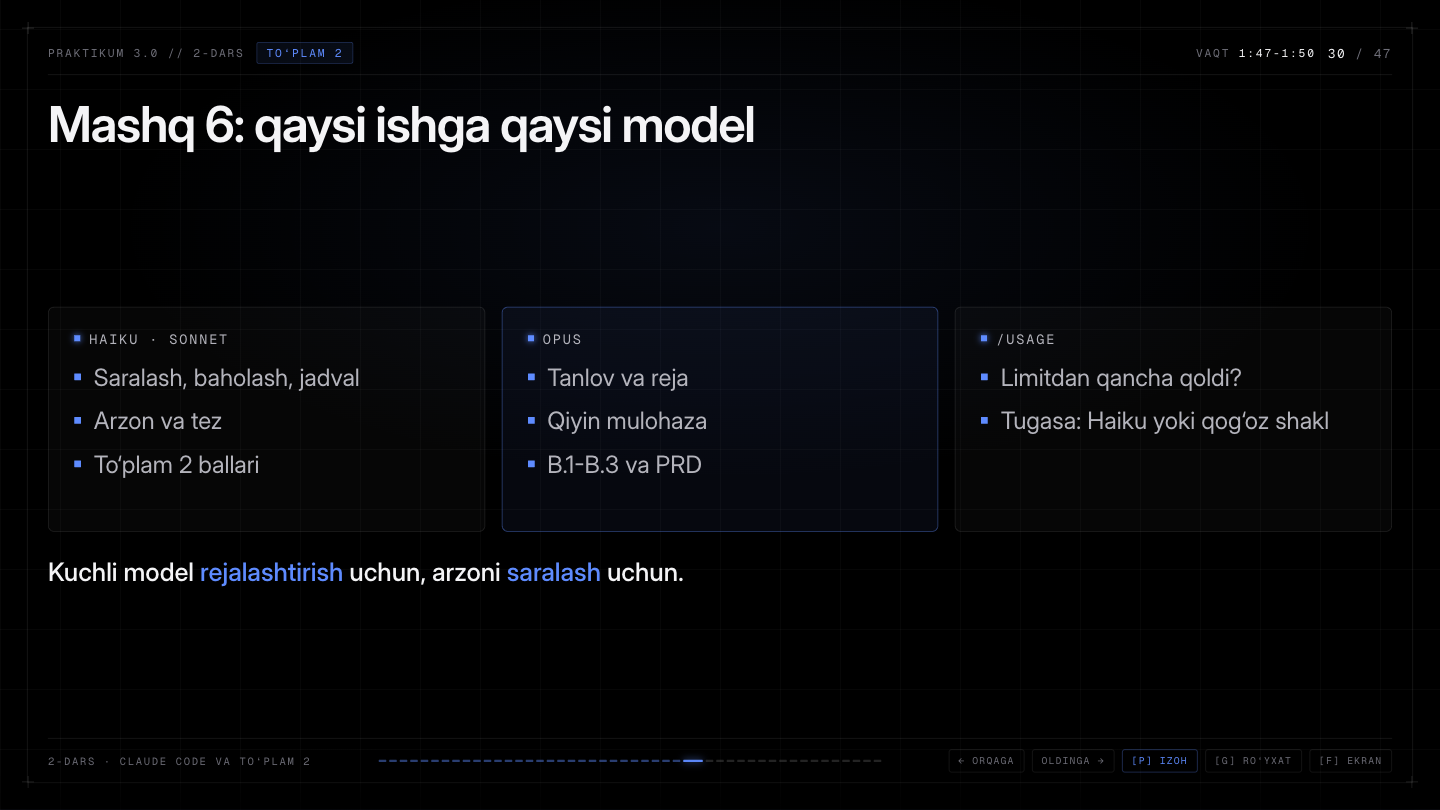 PRAKTIKUM 3.0 // 2-DARS TO‘PLAM 2
VAQT 1:47-1:50 30 / 47
Mashq 6: qaysi ishga qaysi model
HAIKU · SONNET
Saralash, baholash, jadval
Arzon va tez
To‘plam 2 ballari
OPUS
Tanlov va reja
Qiyin mulohaza
B.1-B.3 va PRD
/USAGE
Limitdan qancha qoldi?
Tugasa: Haiku yoki qog‘oz shakl
Kuchli model rejalashtirish uchun, arzoni saralash uchun.
2-DARS · CLAUDE CODE VA TO‘PLAM 2
← ORQAGA OLDINGA → [P] IZOH [G] RO‘YXAT [F] EKRAN